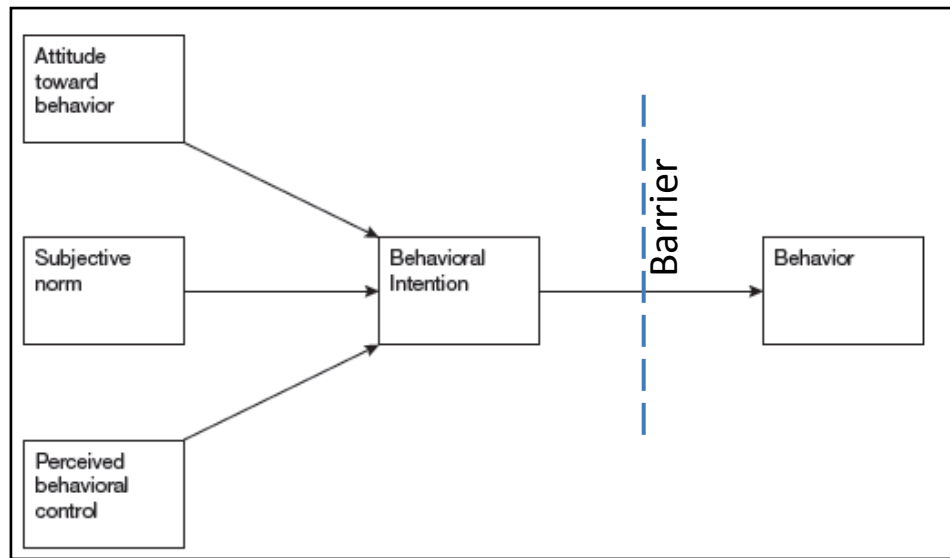 Attitude
toward
behavior
Subjective
norm
Perceived
behavioral
control
Behavioral
Intention
Barrier
Behavior